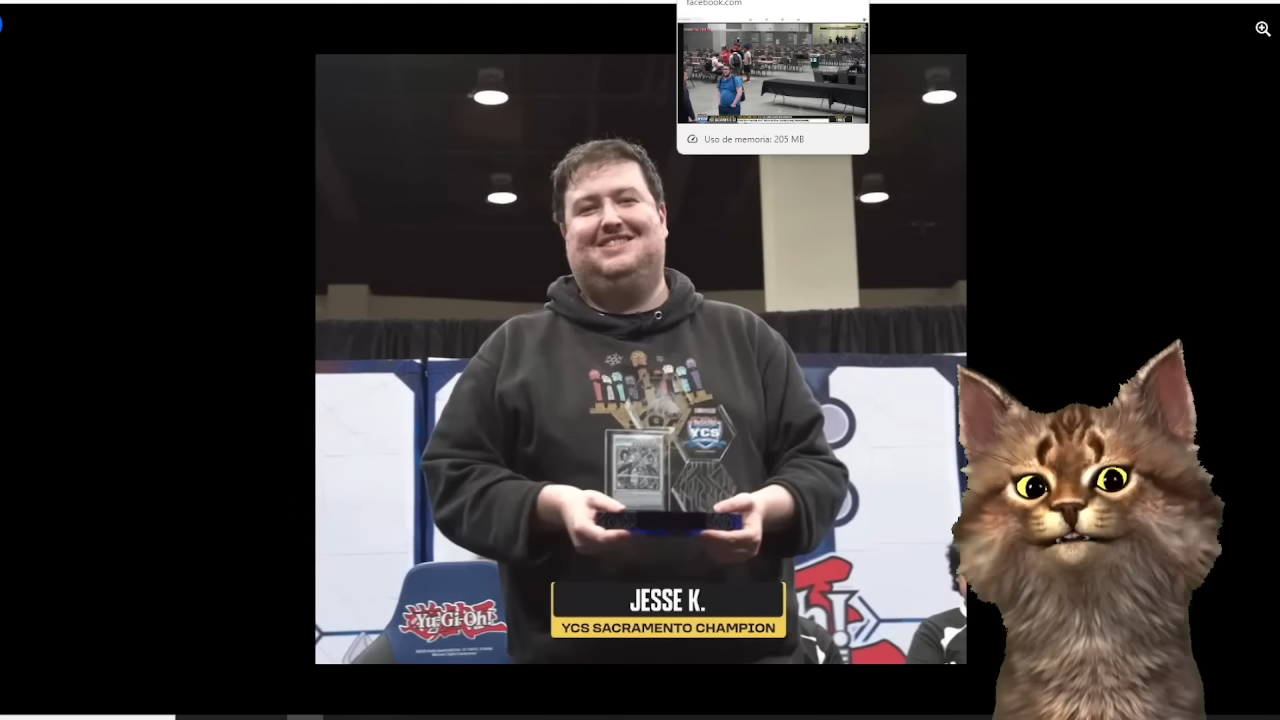 facebook.com
Uso de memoria: 205 MB
YCS
Yu-Gi-Oh!
h!
JESSE K.
YCS SACRAMENTO CHAMPION